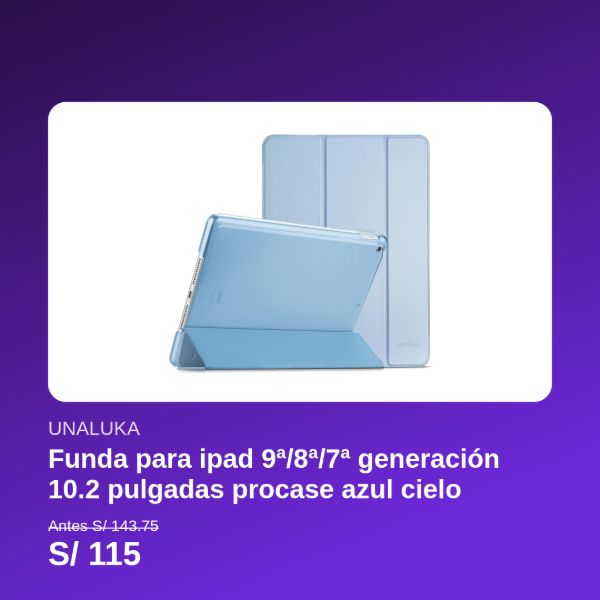 UNALUKA
Funda para ipad 9ª/8ª/7ª generación
10.2 pulgadas procase azul cielo
Antes S/ 143.75
S/ 115